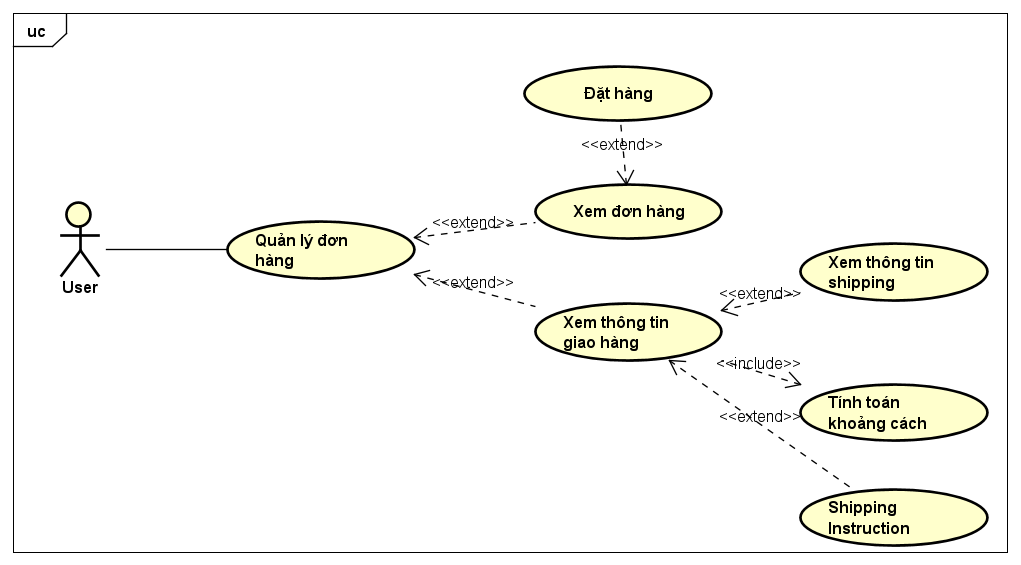 uc
Đặt hàng
<<extend>>
Xem đơn hàng
<<extend>>
Quản lý đơn
hàng
User
<<extend>>
Xem thông tin
giao hàng
Xem thông tin
shipping
<<extend>>
<<include>>
Tính toán
khoảng cách
<<extend>>
Shipping
Instruction